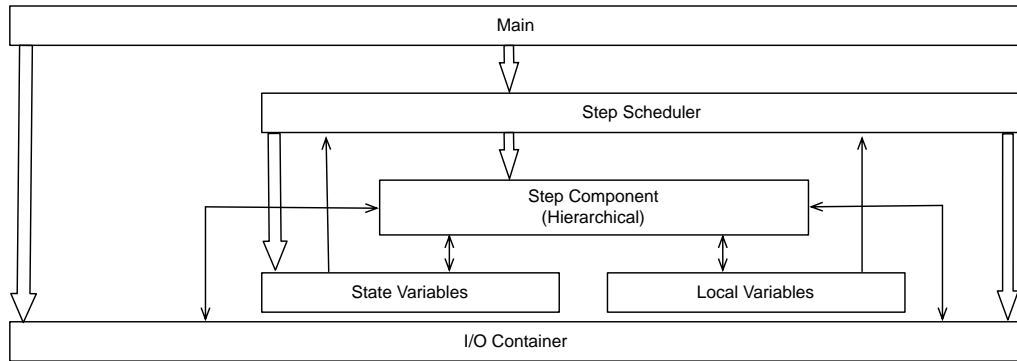 Main
Step Scheduler
Step Component
(Hierarchical)
State Variables
Local Variables
I/O Container